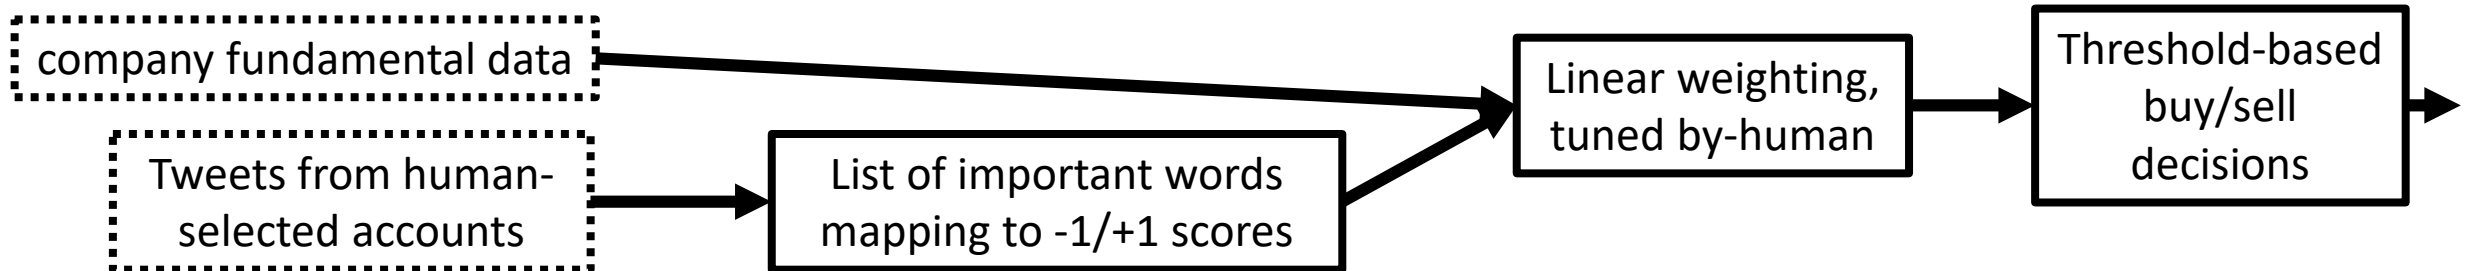 company fundamental data
Tweets from human-
selected accounts
List of important words
mapping to -1/+1 scores
Linear weighting,
tuned by-human
Threshold-based
buy/sell
decisions